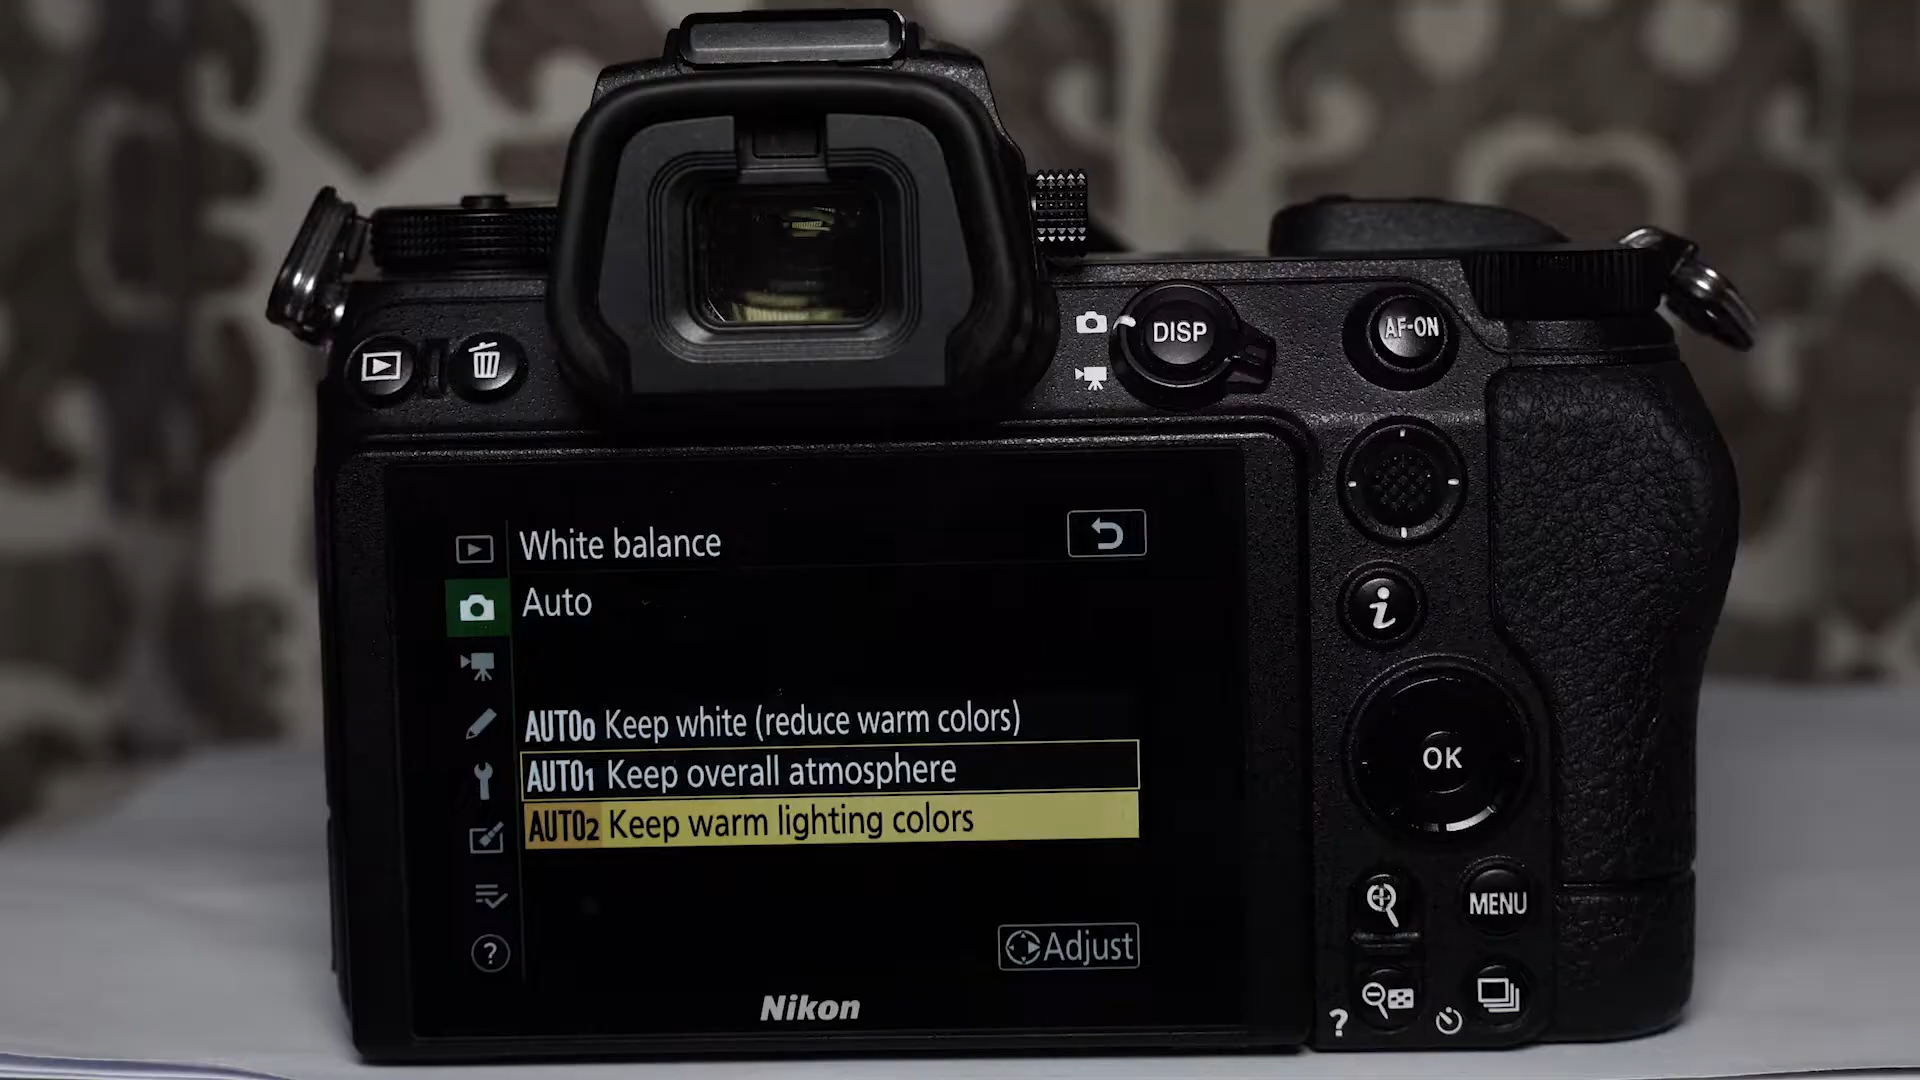 DISP
AF-ON
White balance
Auto
AUTO0 Keep white (reduce warm colors)
AUTO1 Keep overall atmosphere
AUTO2 Keep warm lighting colors
i
OK
MENU
?
Adjust
Nikon
?